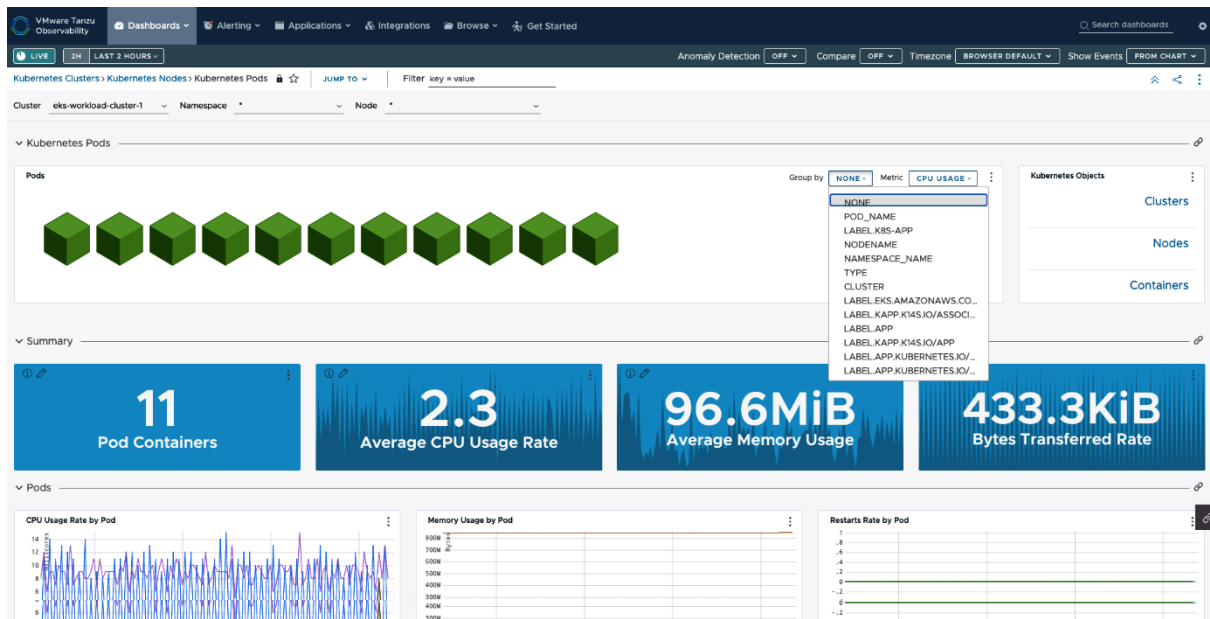 VMware Tanzu
Observability
Dashboards
Alerting
Applications
Integrations
Browse
Get Started
Search dashboards
LIVE
2H LAST 2 HOURS
Anomaly Detection OFF
Compare OFF
Timezone BROWSER DEFAULT
Show Events FROM CHART
Kubernetes Clusters > Kubernetes Nodes > Kubernetes Pods
JUMP TO
Filter key = value
Cluster eks-workload-cluster-1
Namespace *
Node *
Kubernetes Pods
Pods
Group by NONE
Metric CPU USAGE
NONE
POD_NAME
LABEL.K8S-APP
NODENAME
NAMESPACE_NAME
TYPE
CLUSTER
LABEL.EKS.AMAZONAWS.CO...
LABEL.KAPP.K14S.IO/ASSOCI...
LABEL.APP
LABEL.KAPP.K14S.IO/APP
LABEL.APP.KUBERNETES.IO/...
LABEL.APP.KUBERNETES.IO/...
Kubernetes Objects
Clusters
Nodes
Containers
Summary
11
Pod Containers
2.3
Average CPU Usage Rate
96.6MiB
Average Memory Usage
433.3KiB
Bytes Transferred Rate
Pods
CPU Usage Rate by Pod
14
12
10
8
6
6
Memory Usage by Pod
Bytes
800M
700M
600M
500M
400M
300M
400M
300M
Restarts Rate by Pod
1
.8
.6
.4
.2
0
-.2
0
-.2